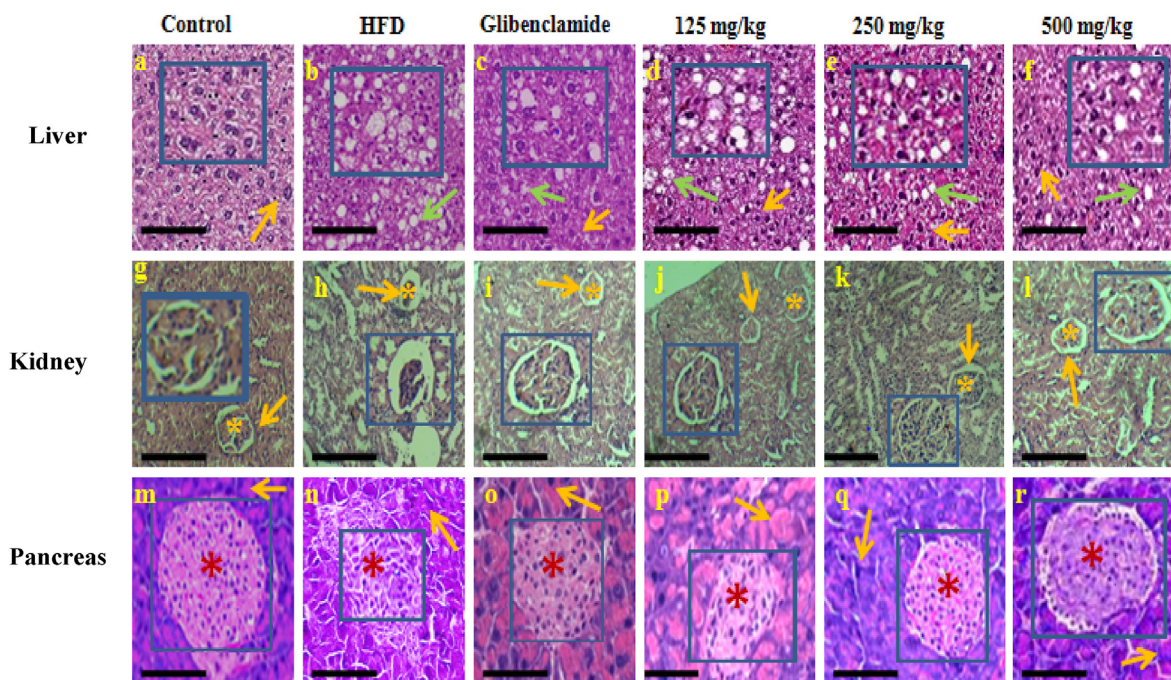 Control HFD Glibenclamide 125 mg/kg 250 mg/kg 500 mg/kg
Liver
a b c d e f
Kidney
g h i j k l
Pancreas
m n o p q r